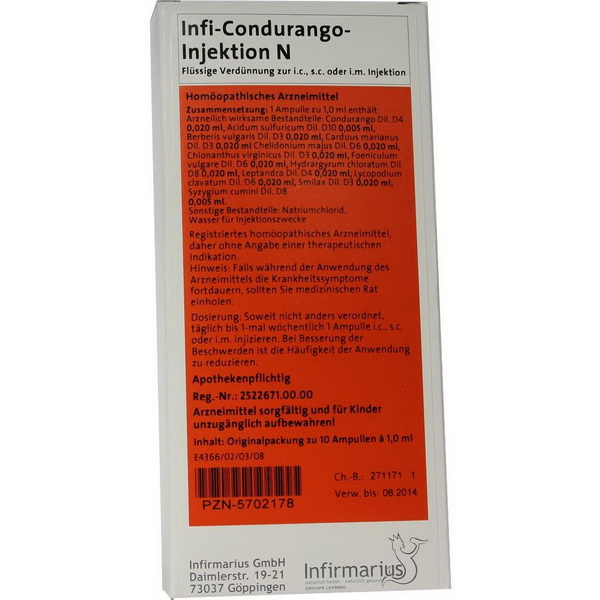 Infi-Condurango-
Injektion N
Flüssige Verdünnung zur i.c., s.c. oder i.m. Injektion
Homöopathisches Arzneimittel
Zusammensetzung: 1 Ampulle zu 1,0 ml enthält
Arzneilich wirksame Bestandteile: Condurango Dil. D4
0,020 ml, Acidum sulfuricum Dil. D10 0,005 ml,
Berberis vulgaris Dil. D3 0,020 ml, Carduus marianus
Dil. D3 0,020 ml Chelidonium majus Dil. D6 0,020 ml,
Chionanthus virginicus Dil. D3 0,020 ml, Foeniculum
vulgare Dil. D6 0,020 ml, Hydrargyrum chloratum Dil.
D8 0,020 ml, Leptandra Dil. D4 0,020 ml, Lycopodium
clavatum Dil. D6 0,020 ml, Smilax Dil. D3 0,020 ml,
Syzygium cumini Dil. D8
0,005 ml.
Sonstige Bestandteile: Natriumchlorid,
Wasser für Injektionszwecke
Registriertes homöopathisches Arzneimittel,
daher ohne Angabe einer therapeutischen
Indikation.
Hinweis: Falls während der Anwendung des
Arzneimittels die Krankheitssymptome
fortdauern, sollten Sie medizinischen Rat
einholen.
Dosierung: Soweit nicht anders verordnet,
täglich bis 1-mal wöchentlich 1 Ampulle i.c., s.c.
oder i.m. injizieren. Bei Besserung der
Beschwerden ist die Häufigkeit der Anwendung
zu reduzieren.
Apothekenpflichtig
Reg.-Nr.: 2522671.00.00
Arzneimittel sorgfältig und für Kinder
unzugänglich aufbewahren!
Inhalt: Originalpackung zu 10 Ampullen à 1,0 ml
E4366/02/03/08
Ch.-B.: 271171 1
Verw. bis: 06.2014
PZN-5702178
Infirmarius GmbH
Daimlerstr. 19-21
73037 Göppingen
Infirmarius
natürlich heilen - natürlich gesund